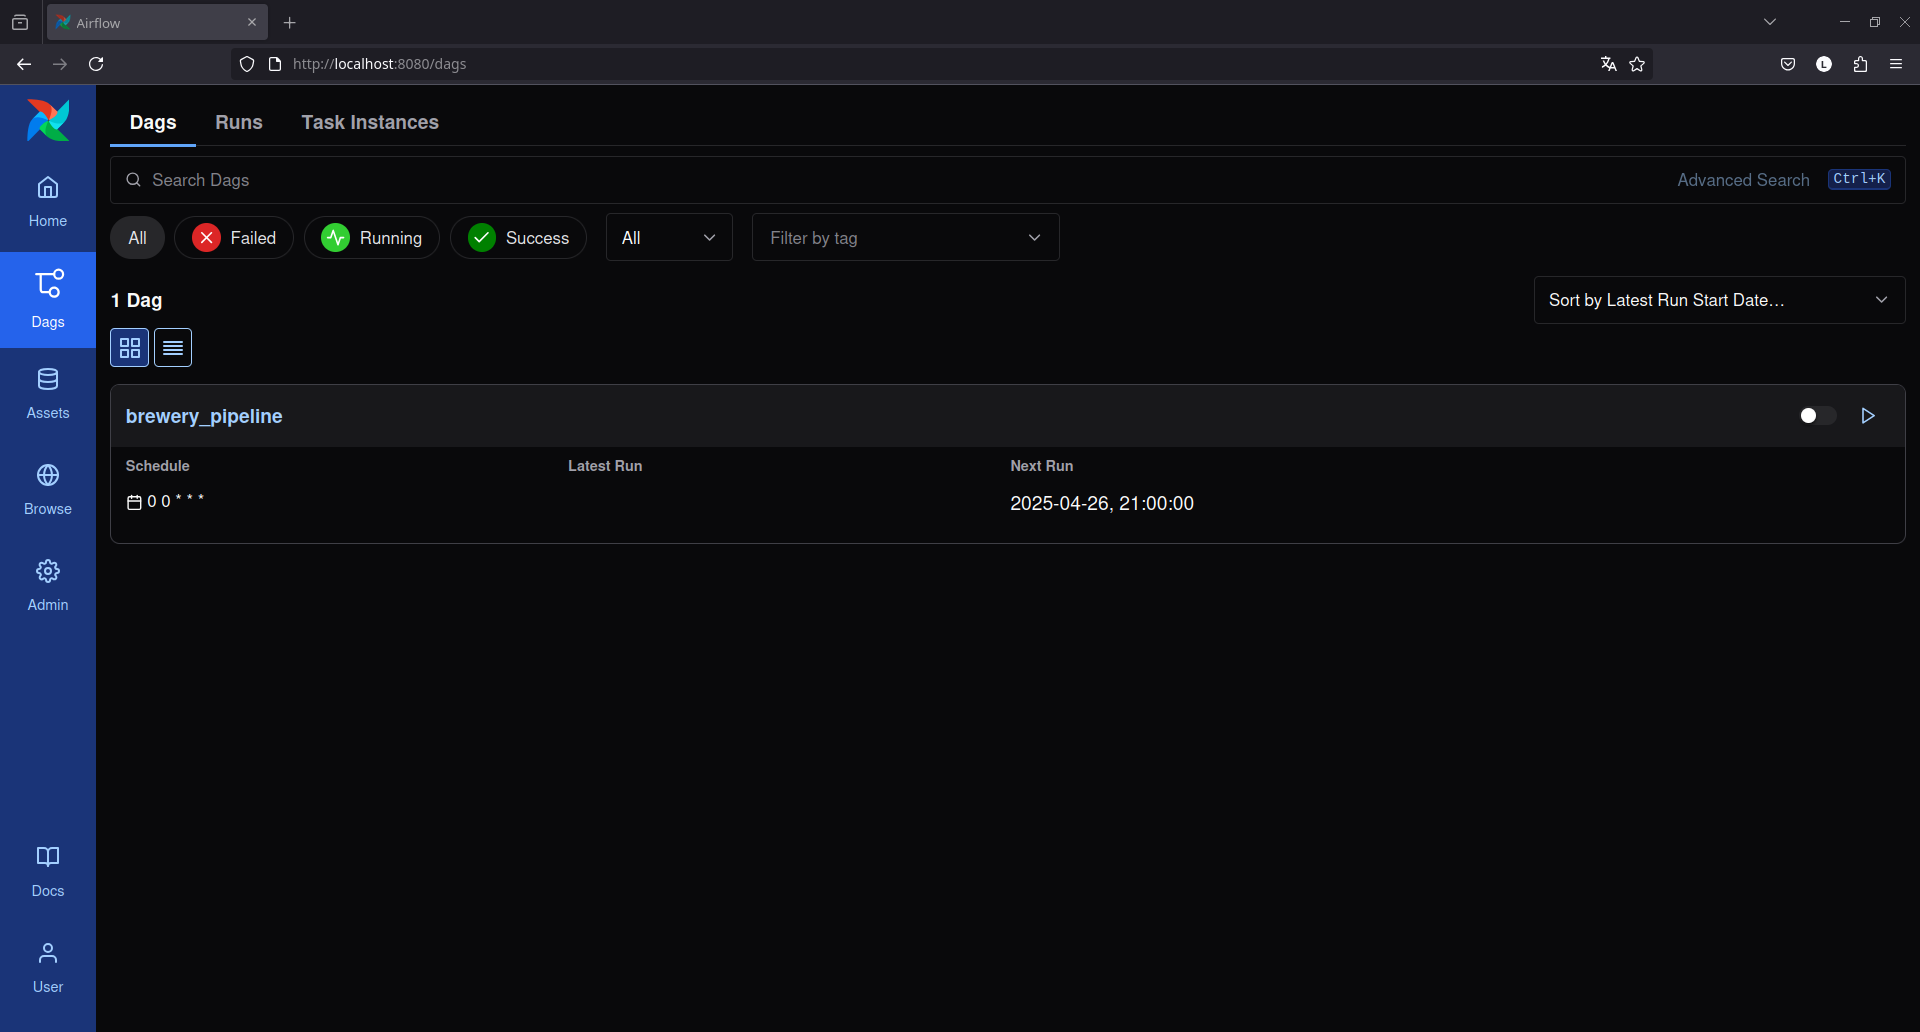 Airflow
http://localhost:8080/dags
L
Dags Runs Task Instances
Search Dags Advanced Search Ctrl+K
All Failed Running Success All Filter by tag
1 Dag Sort by Latest Run Start Date…
brewery_pipeline
Schedule Latest Run Next Run
0 0 * * * 2025-04-26, 21:00:00
Home
Dags
Assets
Browse
Admin
Docs
User